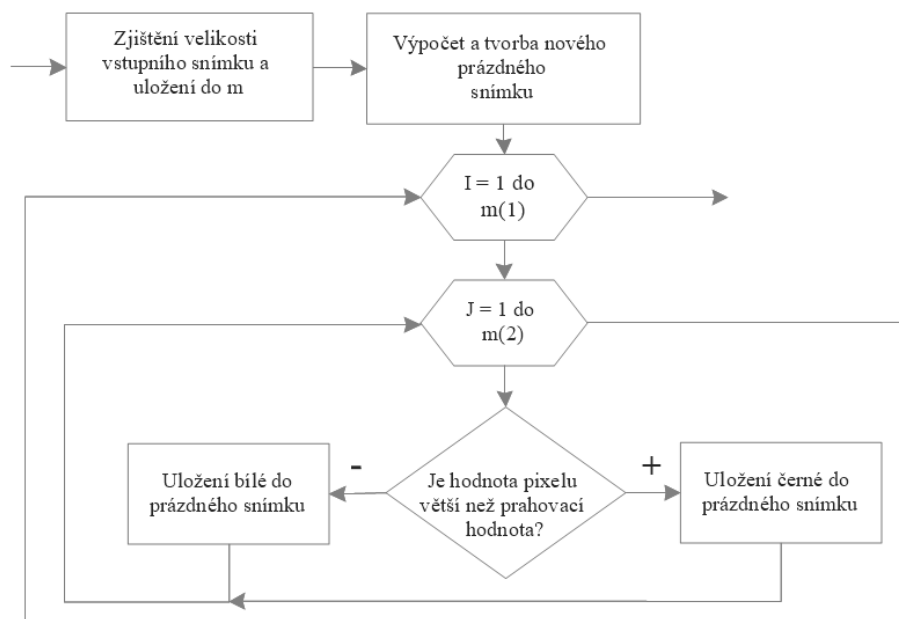 Zjištění velikosti
vstupního snímku a
uložení do m
Výpočet a tvorba nového
prázdného
snímku
I = 1 do
m(1)
J = 1 do
m(2)
-
+
Uložení bílé do
prázdného snímku
Je hodnota pixelu
větší než prahovací
hodnota?
Uložení černé do
prázdného snímku